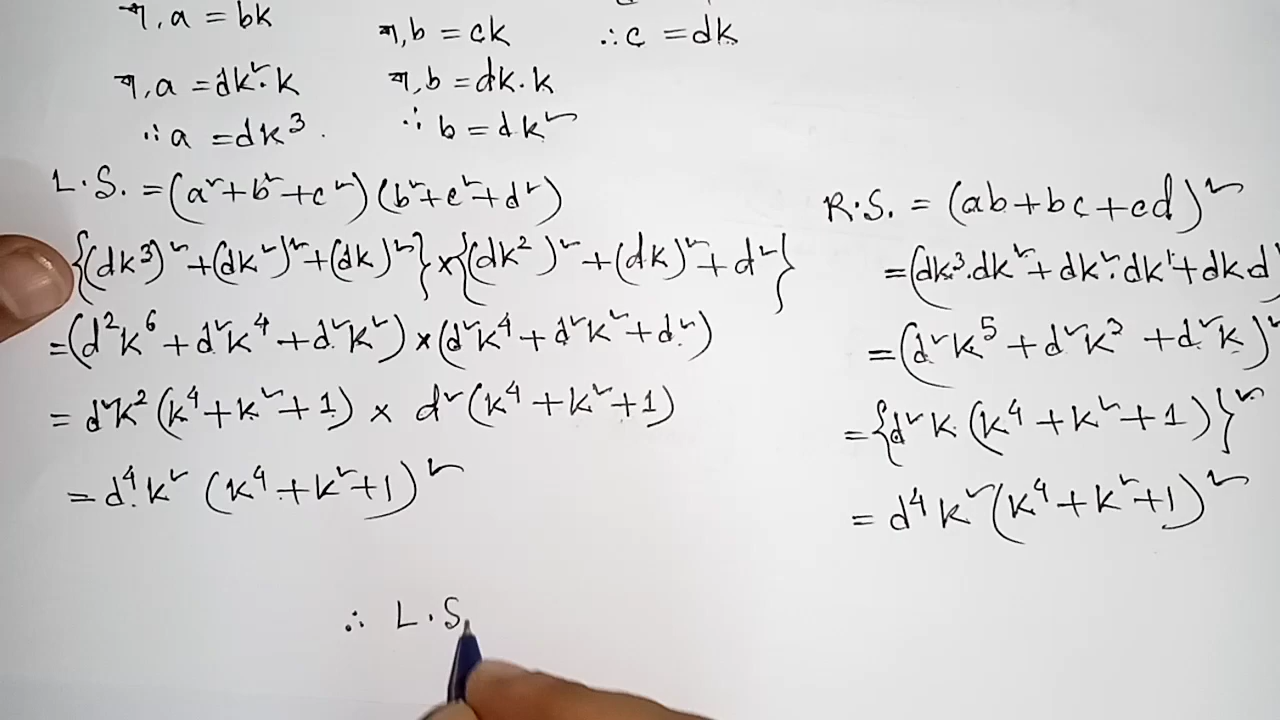 বা, a = bk
বা, b = ck
∴ c = dk
বা, a = dk². k
বা, b = dk. k
∴ a = dk³.
∴ b = dk²
L.S. = (a² + b² + c²) (b² + c² + d²)
{(dk³)² + (dk²)² + (dk)²} × {(dk²)² + (dk)² + d²}
= (d²k⁶ + d²k⁴ + d²k²) × (d²k⁴ + d²k² + d²)
= d²k² (k⁴ + k² + 1) × d² (k⁴ + k² + 1)
= d⁴k² (k⁴ + k² + 1)²
R.S. = (ab + bc + cd)²
= (dk³.dk² + dk².dk¹ + dk.d)
= (d²k⁵ + d²k³ + d²k)²
= {d²k (k⁴ + k² + 1)}²
= d⁴k² (k⁴ + k² + 1)²
∴ L.S